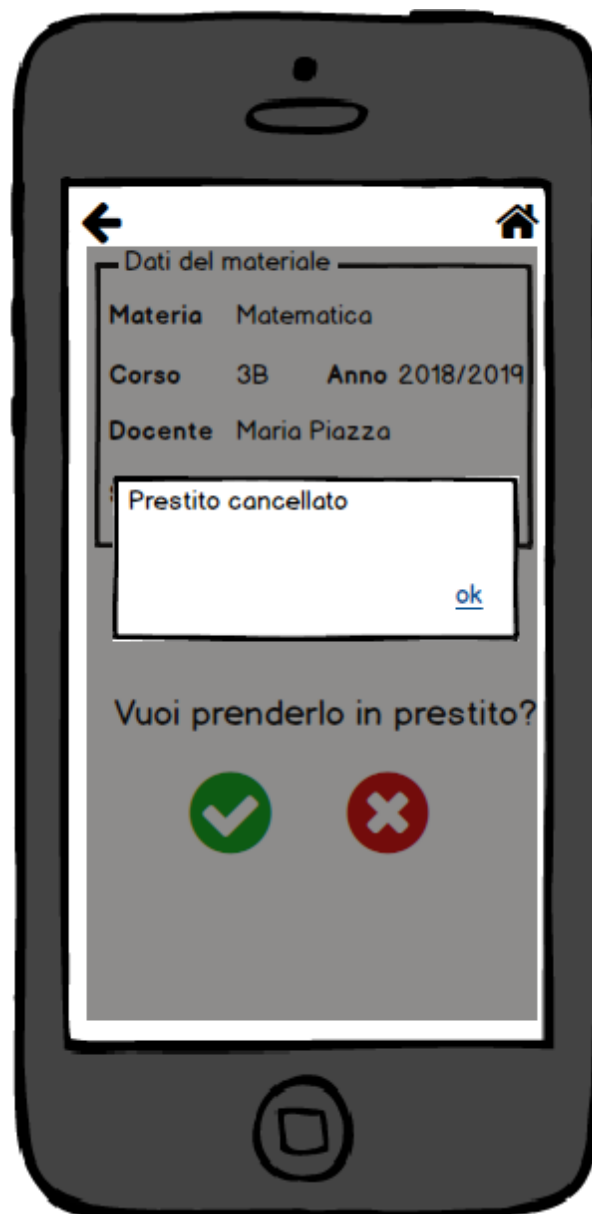 Dati del materiale
Materia Matematica
Corso 3B Anno 2018/2019
Docente Maria Piazza
Prestito cancellato
ok
Vuoi prenderlo in prestito?